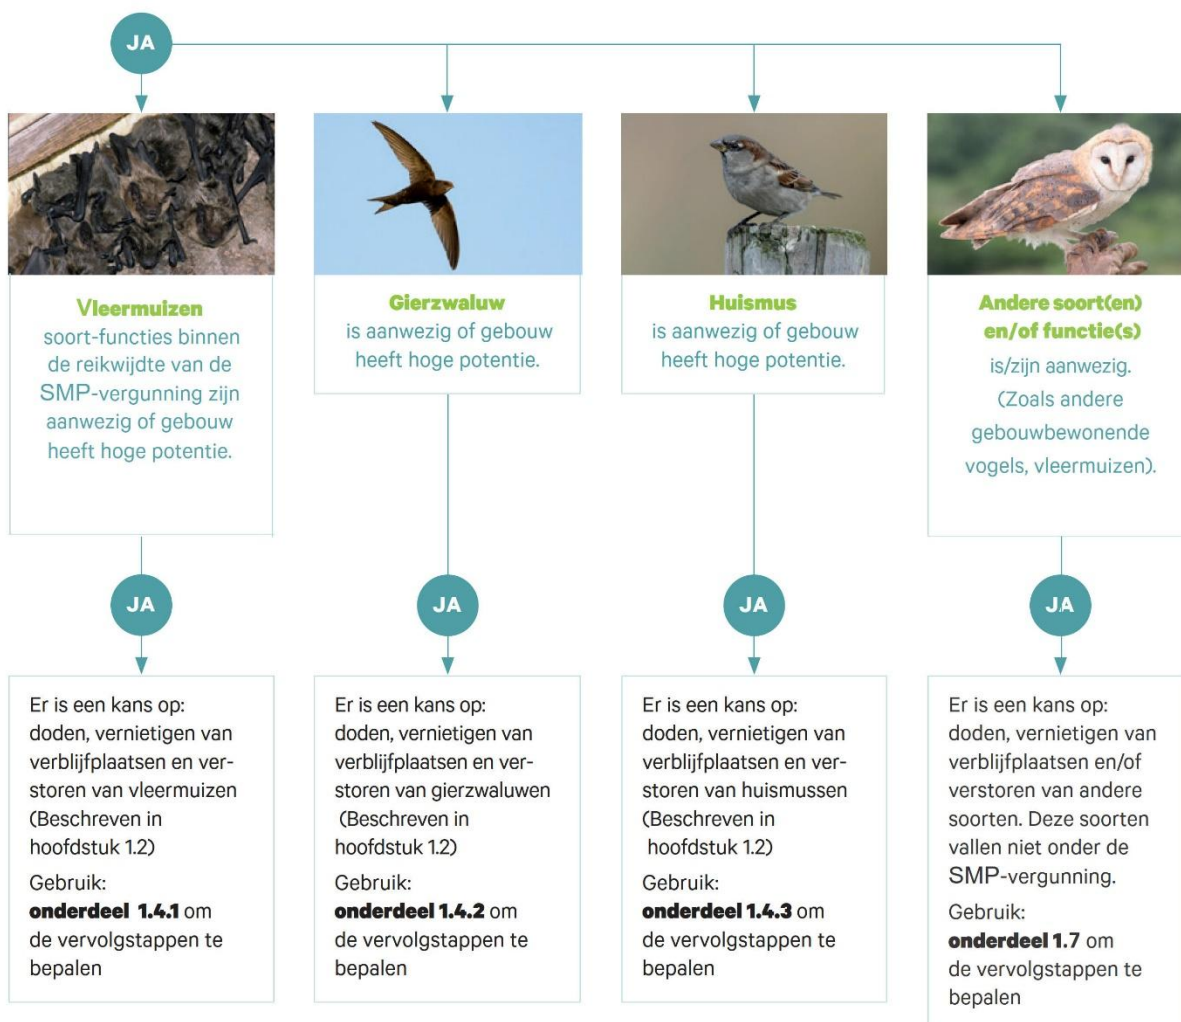 JA
Vleermuizen
soort-functies binnen
de reikwijdte van de
SMP-vergunning zijn
aanwezig of gebouw
heeft hoge potentie.
Gierzwaluw
is aanwezig of gebouw
heeft hoge potentie.
Huismus
is aanwezig of gebouw
heeft hoge potentie.
Andere soort(en)
en/of functie(s)
is/zijn aanwezig.
(Zoals andere
gebouwbewonende
vogels, vleermuizen).
JA
JA
JA
JA
Er is een kans op:
doden, vernietigen van
verblijfplaatsen en ver-
storen van vleermuizen
(Beschreven in
hoofdstuk 1.2)
Gebruik:
onderdeel 1.4.1 om
de vervolgstappen te
bepalen
Er is een kans op:
doden, vernietigen van
verblijfplaatsen en ver-
storen van gierzwaluwen
(Beschreven in
hoofdstuk 1.2)
Gebruik:
onderdeel 1.4.2 om
de vervolgstappen te
bepalen
Er is een kans op:
doden, vernietigen van
verblijfplaatsen en ver-
storen van huismussen
(Beschreven in
hoofdstuk 1.2)
Gebruik:
onderdeel 1.4.3 om
de vervolgstappen te
bepalen
Er is een kans op:
doden, vernietigen van
verblijfplaatsen en/of
verstoren van andere
soorten. Deze soorten
vallen niet onder de
SMP-vergunning.
Gebruik:
onderdeel 1.7 om
de vervolgstappen te
bepalen